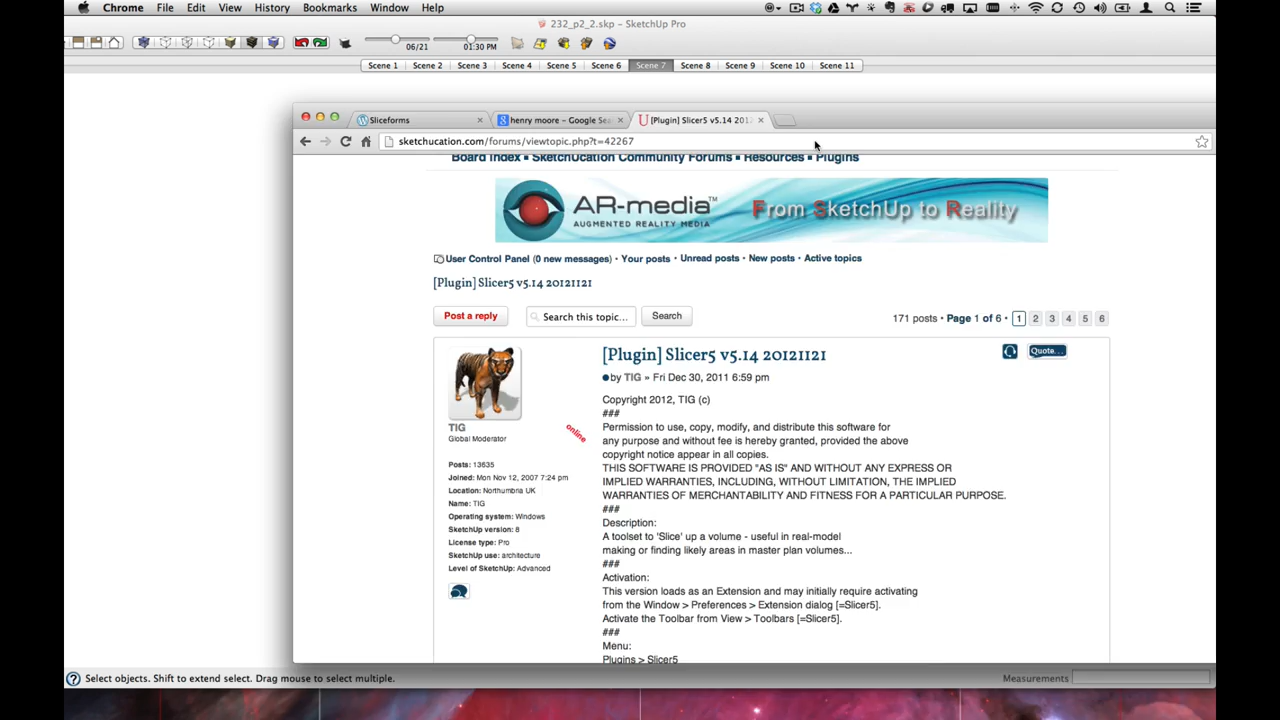 Chrome File Edit View History Bookmarks Window Help
232_p2_2.skp - SketchUp Pro
06/21 01:30 PM
Scene 1 Scene 2 Scene 3 Scene 4 Scene 5 Scene 6 Scene 7 Scene 8 Scene 9 Scene 10 Scene 11
Sliceforms henry moore - Google Sea [Plugin] Slicer5 v5.14 2012
sketchucation.com/forums/viewtopic.php?t=42267
Board Index ▪ SketchUcation Community Forums ▪ Resources ▪ Plugins
AR-media™ From SketchUp to Reality
AUGMENTED REALITY MEDIA
User Control Panel (0 new messages) • Your posts • Unread posts • New posts • Active topics
[Plugin] Slicer5 v5.14 20121121
Post a reply Search this topic... Search 171 posts • Page 1 of 6 • 1 2 3 4 5 6
[Plugin] Slicer5 v5.14 20121121 Quote...
by TIG » Fri Dec 30, 2011 6:59 pm
TIG
Global Moderator
online
Posts: 13635
Joined: Mon Nov 12, 2007 7:24 pm
Location: Northumbria UK
Name: TIG
Operating system: Windows
SketchUp version: 8
License type: Pro
SketchUp use: architecture
Level of SketchUp: Advanced
Copyright 2012, TIG (c)
###
Permission to use, copy, modify, and distribute this software for
any purpose and without fee is hereby granted, provided the above
copyright notice appear in all copies.
THIS SOFTWARE IS PROVIDED "AS IS" AND WITHOUT ANY EXPRESS OR
IMPLIED WARRANTIES, INCLUDING, WITHOUT LIMITATION, THE IMPLIED
WARRANTIES OF MERCHANTABILITY AND FITNESS FOR A PARTICULAR PURPOSE.
###
Description:
A toolset to 'Slice' up a volume - useful in real-model
making or finding likely areas in master plan volumes...
###
Activation:
This version loads as an Extension and may initially require activating
from the Window > Preferences > Extension dialog [=Slicer5].
Activate the Toolbar from View > Toolbars [=Slicer5].
###
Menu:
Plugins > Slicer5
Select objects. Shift to extend select. Drag mouse to select multiple. Measurements